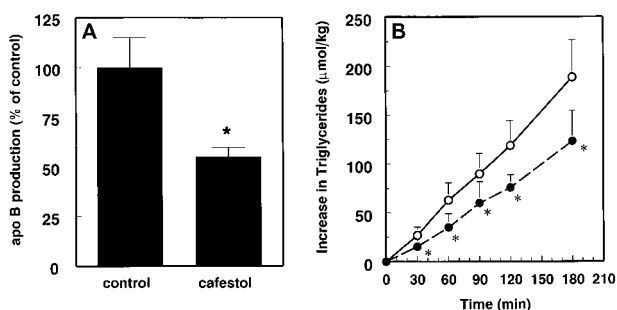 A
apo B production (% of control)
125
100
75
50
25
0
*
control
cafestol
B
Increase in Triglycerides (μmol/kg)
250
200
150
100
50
0
*
*
*
*
*
0 30 60 90 120 150 180 210
Time (min)